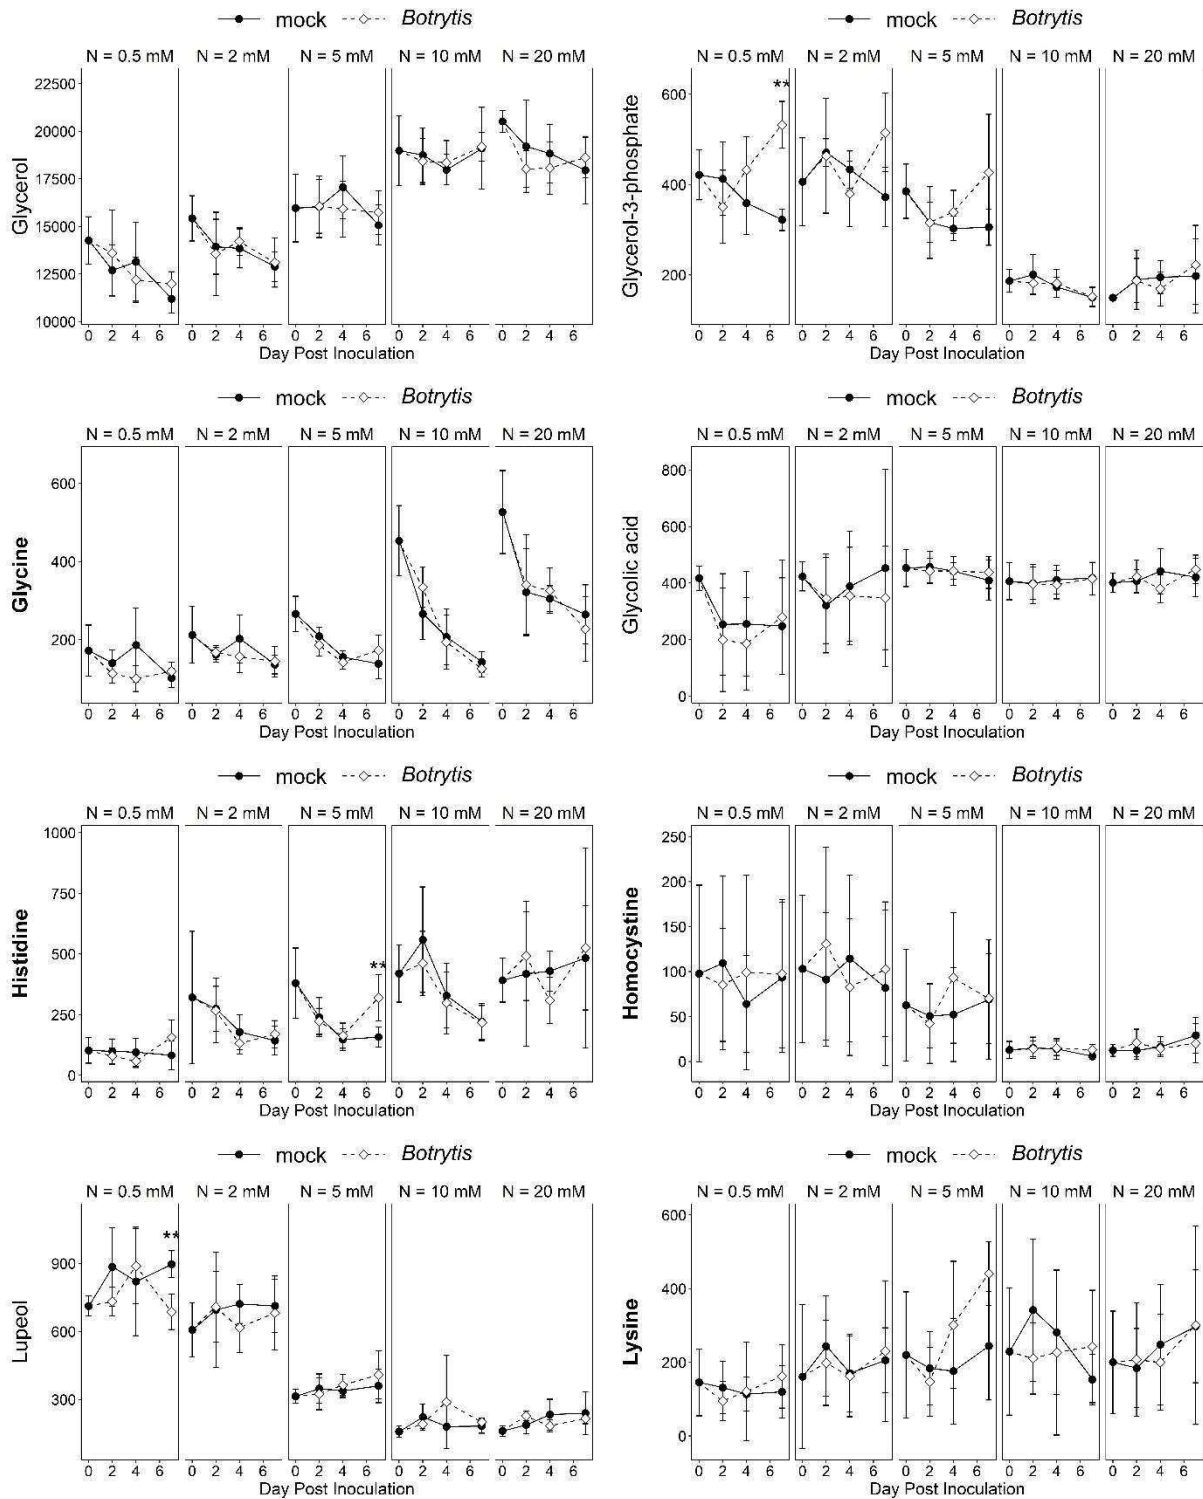 mock Botrytis
N = 0.5 mM N = 2 mM N = 5 mM N = 10 mM N = 20 mM
Glycerol
22500
20000
17500
15000
12500
10000
0 2 4 6 0 2 4 6 0 2 4 6 0 2 4 6 0 2 4 6
Day Post Inoculation
mock Botrytis
N = 0.5 mM N = 2 mM N = 5 mM N = 10 mM N = 20 mM
Glycerol-3-phosphate
**
600
400
200
0 2 4 6 0 2 4 6 0 2 4 6 0 2 4 6 0 2 4 6
Day Post Inoculation
mock Botrytis
N = 0.5 mM N = 2 mM N = 5 mM N = 10 mM N = 20 mM
Glycine
600
400
200
0 2 4 6 0 2 4 6 0 2 4 6 0 2 4 6 0 2 4 6
Day Post Inoculation
mock Botrytis
N = 0.5 mM N = 2 mM N = 5 mM N = 10 mM N = 20 mM
Glycolic acid
800
600
400
200
0
0 2 4 6 0 2 4 6 0 2 4 6 0 2 4 6 0 2 4 6
Day Post Inoculation
mock Botrytis
N = 0.5 mM N = 2 mM N = 5 mM N = 10 mM N = 20 mM
Histidine
1000
750
500
**
250
0
0 2 4 6 0 2 4 6 0 2 4 6 0 2 4 6 0 2 4 6
Day Post Inoculation
mock Botrytis
N = 0.5 mM N = 2 mM N = 5 mM N = 10 mM N = 20 mM
Homocystine
250
200
150
100
50
0
0 2 4 6 0 2 4 6 0 2 4 6 0 2 4 6 0 2 4 6
Day Post Inoculation
mock Botrytis
N = 0.5 mM N = 2 mM N = 5 mM N = 10 mM N = 20 mM
Lupeol
**
900
600
300
0 2 4 6 0 2 4 6 0 2 4 6 0 2 4 6 0 2 4 6
Day Post Inoculation
mock Botrytis
N = 0.5 mM N = 2 mM N = 5 mM N = 10 mM N = 20 mM
Lysine
600
400
200
0
0 2 4 6 0 2 4 6 0 2 4 6 0 2 4 6 0 2 4 6
Day Post Inoculation